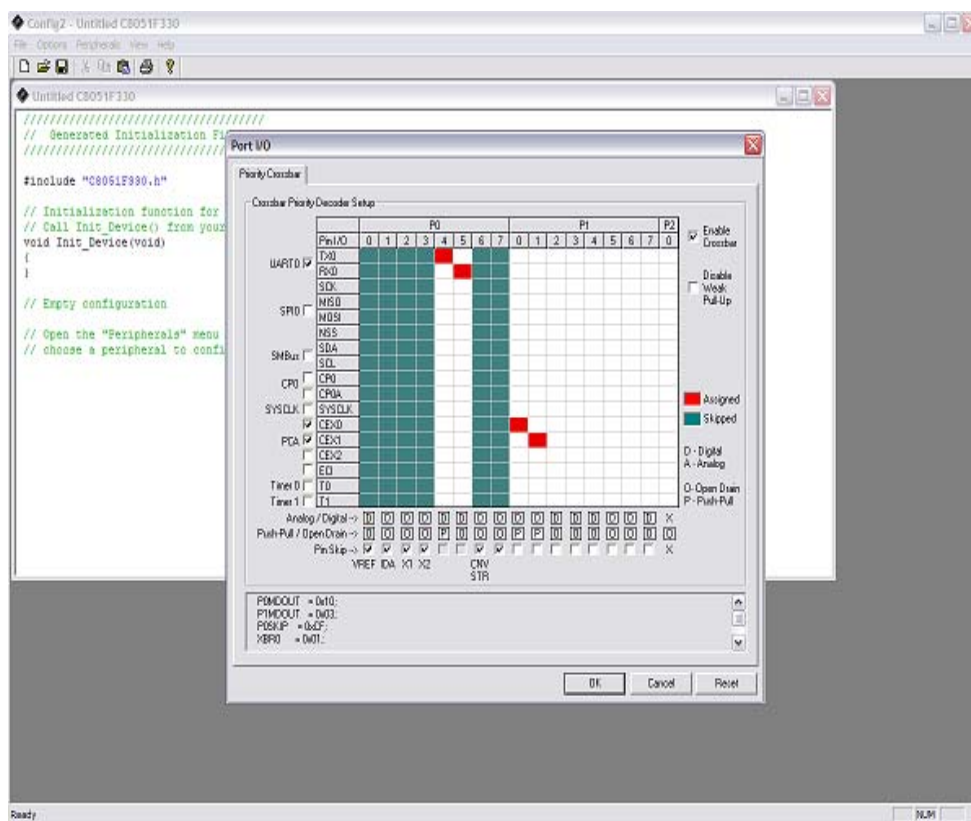 Config2 - Untitled C8051F330
File Options Peripherals View Help
Untitled C8051F330
////////////////////////////////////
// Generated Initialization Fi
#include "C8051F330.h"
// Initialization function for
// Call Init_Device() from your
void Init_Device(void)
{
}
// Empty configuration
// Open the "Peripherals" menu
// choose a peripheral to confi
Port I/O
Priority Crossbar
Crossbar Priority Decoder Setup
P0 P1 P2
Pin I/O 0 1 2 3 4 5 6 7 0 1 2 3 4 5 6 7 0
UART0 TX0
RX0
SCK
SPI0 MISO
MOSI
NSS
SMBus SDA
SCL
CP0 CP0
CP0A
SYSCLK SYSCLK
CEX0
PCA CEX1
CEX2
ECI
Timer 0 T0
Timer 1 T1
Enable Crossbar
Disable Weak Pull-Up
Assigned
Skipped
D - Digital
A - Analog
O- Open Drain
P - Push-Pull
Analog / Digital ->
Push-Pull / Open Drain ->
Pin Skip ->
VREF IDA X1 X2 CNV STR
P0MDOUT = 0x10;
P1MDOUT = 0x03;
P0SKIP = 0xCF;
XBR0 = 0x01;
OK Cancel Reset
Ready
NUM